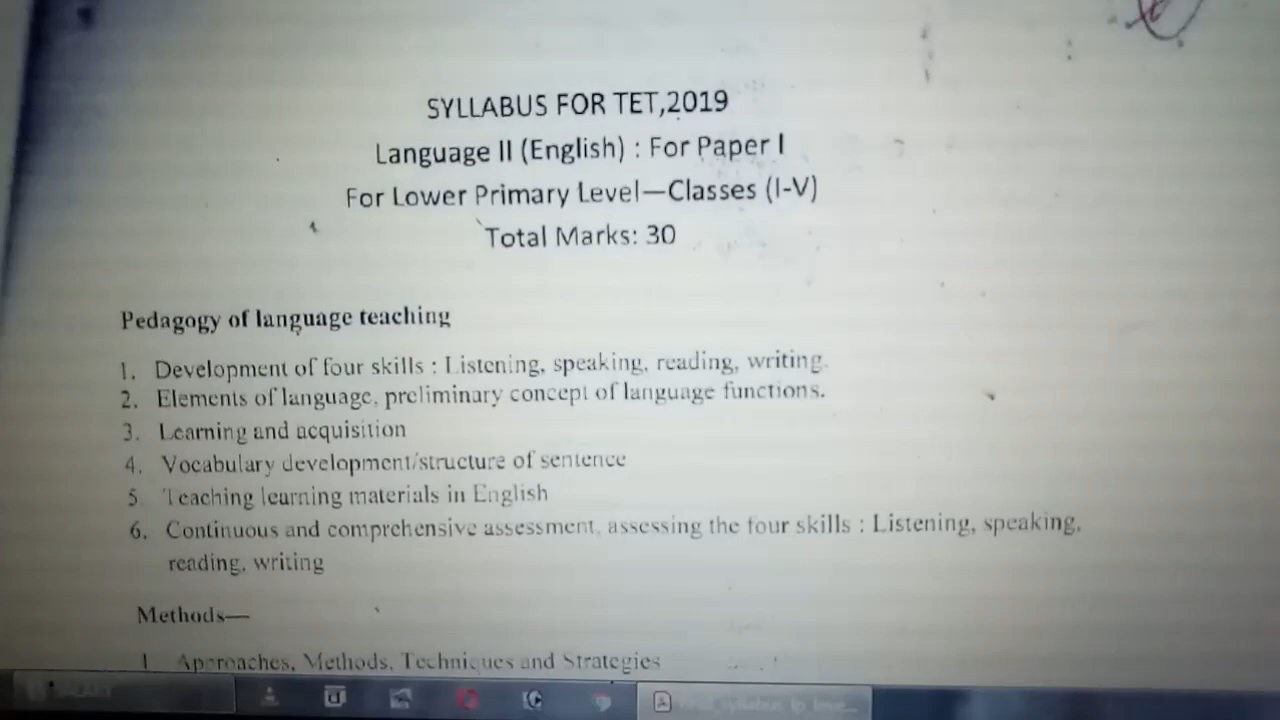 SYLLABUS FOR TET,2019
Language II (English) : For Paper I
For Lower Primary Level—Classes (I-V)
Total Marks: 30
Pedagogy of language teaching
1. Development of four skills : Listening, speaking, reading, writing.
2. Elements of language, preliminary concept of language functions.
3. Learning and acquisition
4. Vocabulary development/structure of sentence
5. Teaching learning materials in English
6. Continuous and comprehensive assessment, assessing the four skills : Listening, speaking,
reading, writing
Methods—
1 Approaches, Methods, Techniques and Strategies